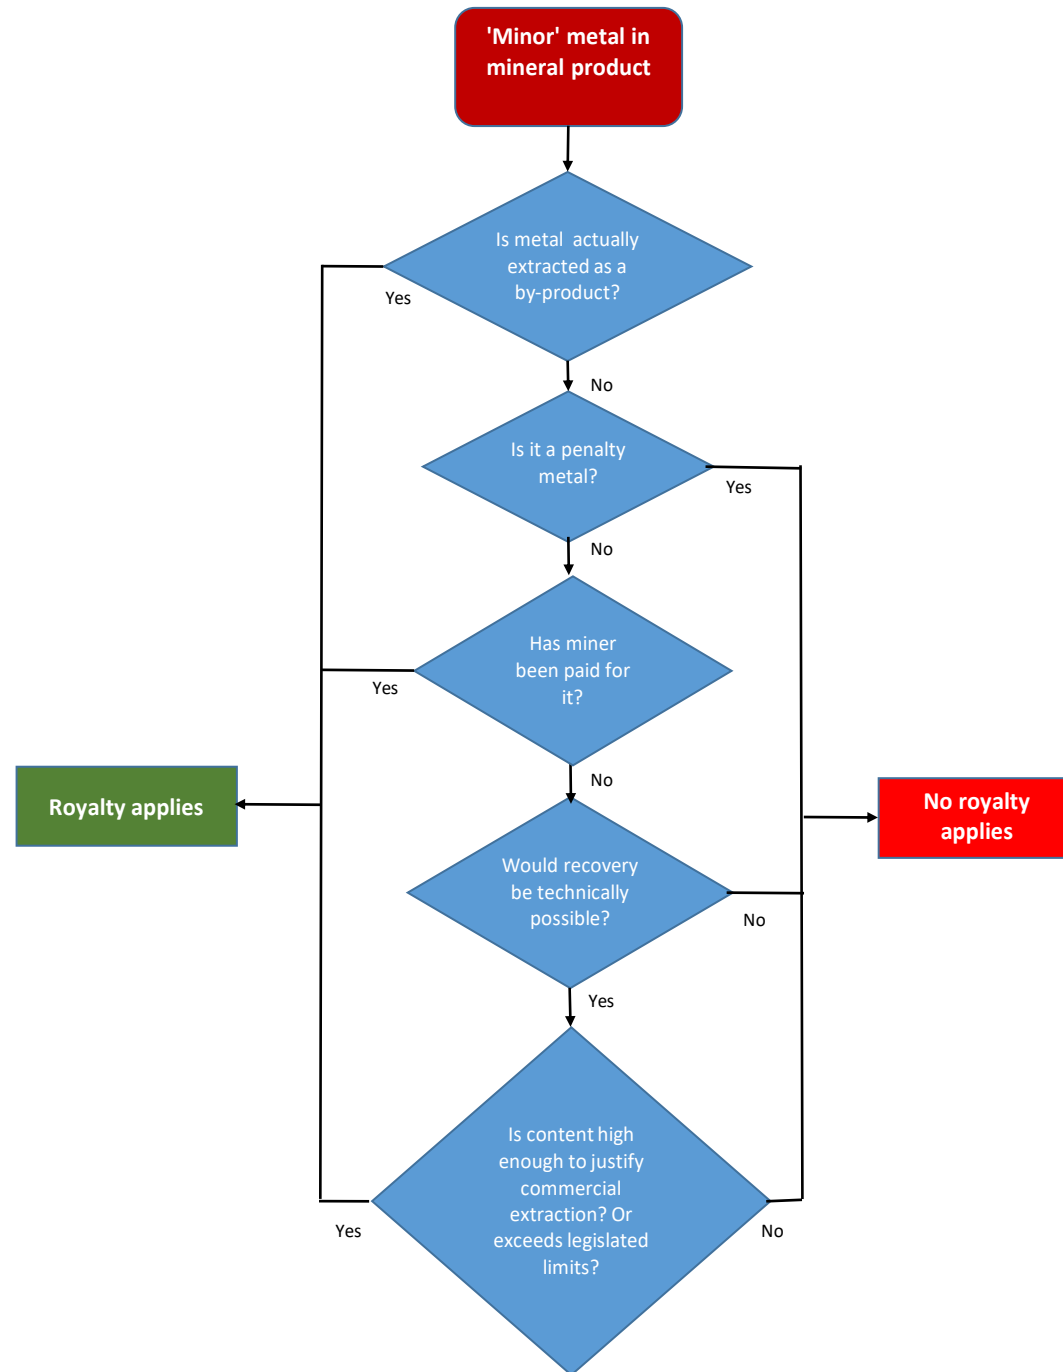 'Minor' metal in
mineral product
Is metal actually
extracted as a
by-product?
Yes
No
Is it a penalty
metal?
Yes
No
Has miner
been paid for
it?
Yes
No
Royalty applies
No royalty
applies
Would recovery
be technically
possible?
No
Yes
Is content high
enough to justify
commercial
extraction? Or
exceeds legislated
limits?
Yes
No